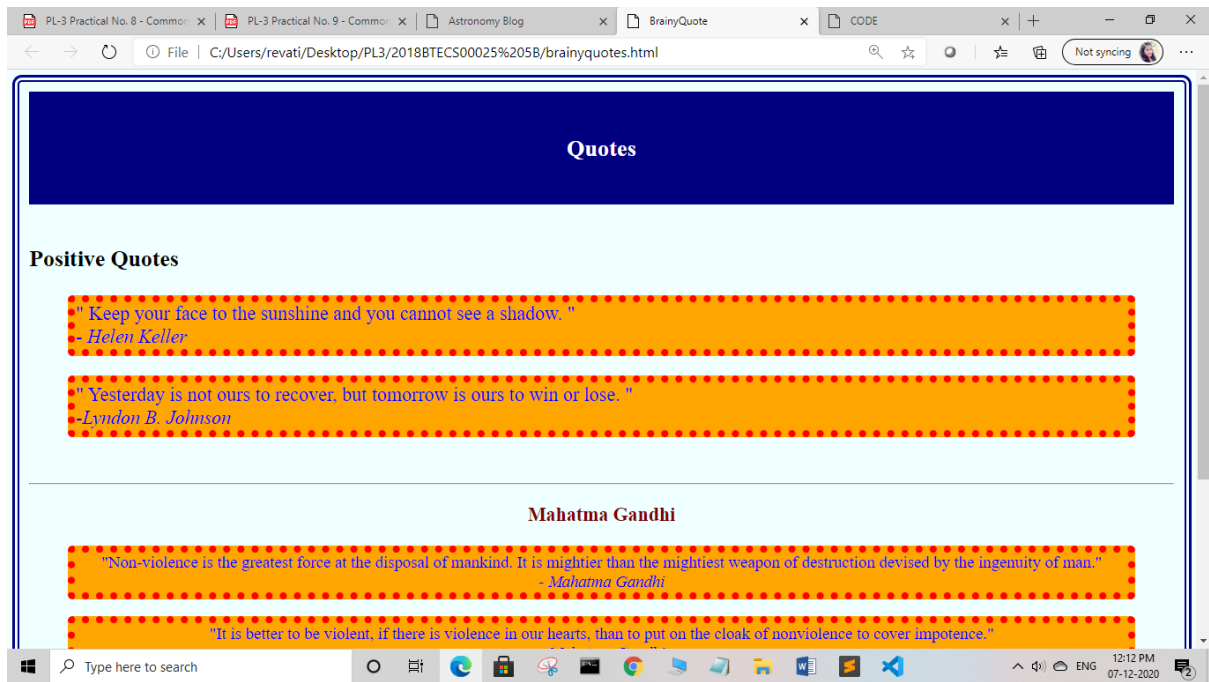 PL-3 Practical No. 8 - Common
PL-3 Practical No. 9 - Common
Astronomy Blog
BrainyQuote
CODE
File
C:/Users/revati/Desktop/PL3/2018BTECS00025%205B/brainyquotes.html
Not syncing
Quotes
Positive Quotes
" Keep your face to the sunshine and you cannot see a shadow. "
- Helen Keller
" Yesterday is not ours to recover, but tomorrow is ours to win or lose. "
-Lyndon B. Johnson
Mahatma Gandhi
"Non-violence is the greatest force at the disposal of mankind. It is mightier than the mightiest weapon of destruction devised by the ingenuity of man."
- Mahatma Gandhi
"It is better to be violent, if there is violence in our hearts, than to put on the cloak of nonviolence to cover impotence."
Type here to search
ENG
12:12 PM
07-12-2020
2